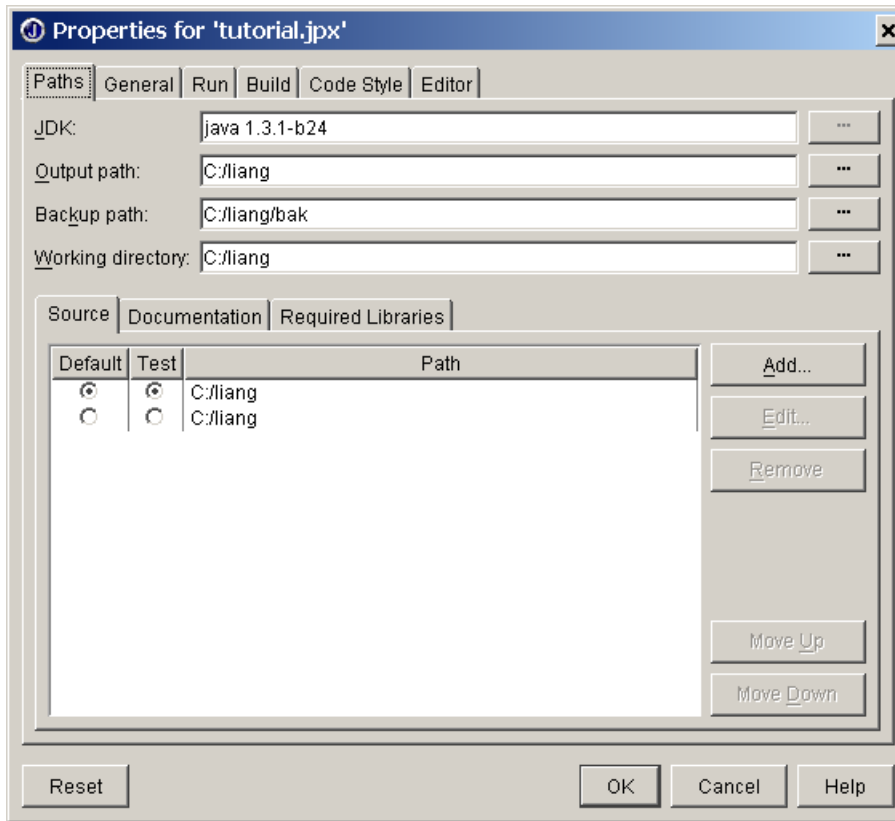 Properties for 'tutorial.jpx'
Paths General Run Build Code Style Editor
JDK: java 1.3.1-b24 ...
Output path: C:/liang ...
Backup path: C:/liang/bak ...
Working directory: C:/liang ...
Source Documentation Required Libraries
Default Test Path
C:/liang
C:/liang
Add...
Edit...
Remove
Move Up
Move Down
Reset OK Cancel Help